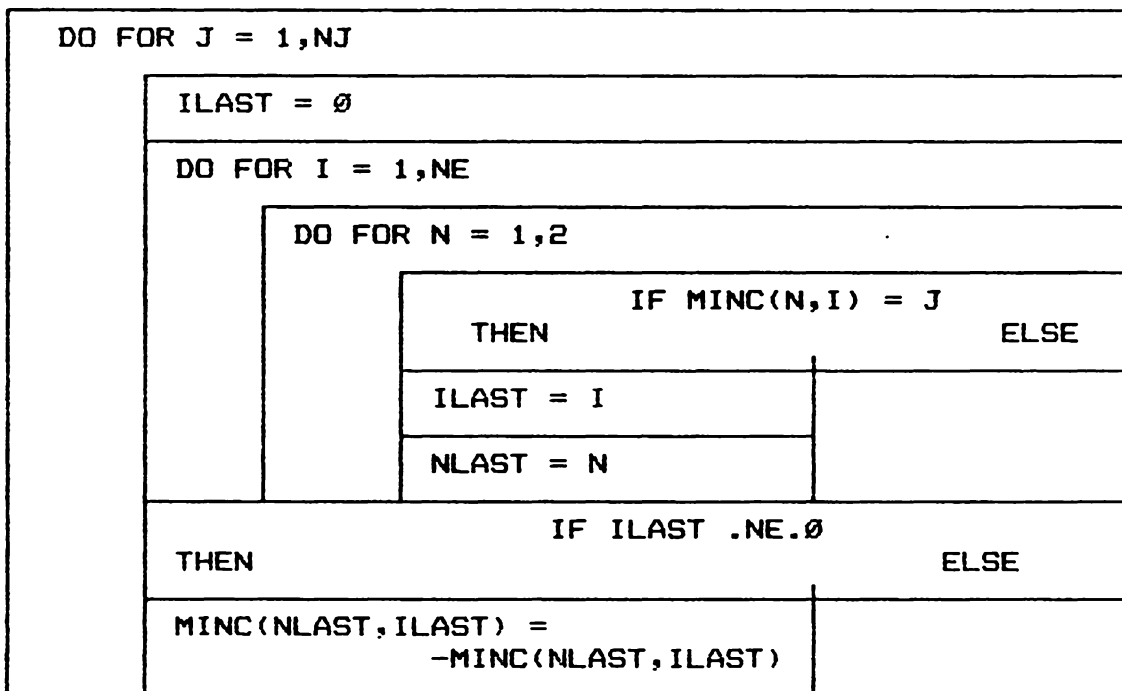 DO FOR J = 1,NJ
ILAST = Ø
DO FOR I = 1,NE
DO FOR N = 1,2
IF MINC(N,I) = J
THEN ELSE
ILAST = I
NLAST = N
IF ILAST .NE.Ø
THEN ELSE
MINC(NLAST,ILAST) =
-MINC(NLAST,ILAST)